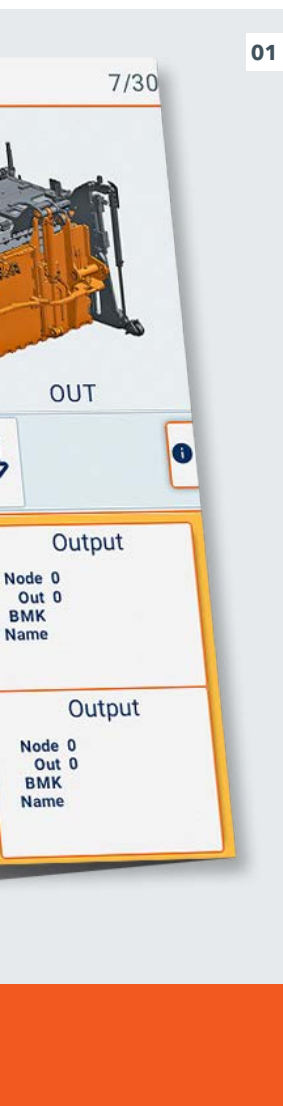 01
7/30
OUT
Output
Node 0
Out 0
BMK
Name
Output
Node 0
Out 0
BMK
Name